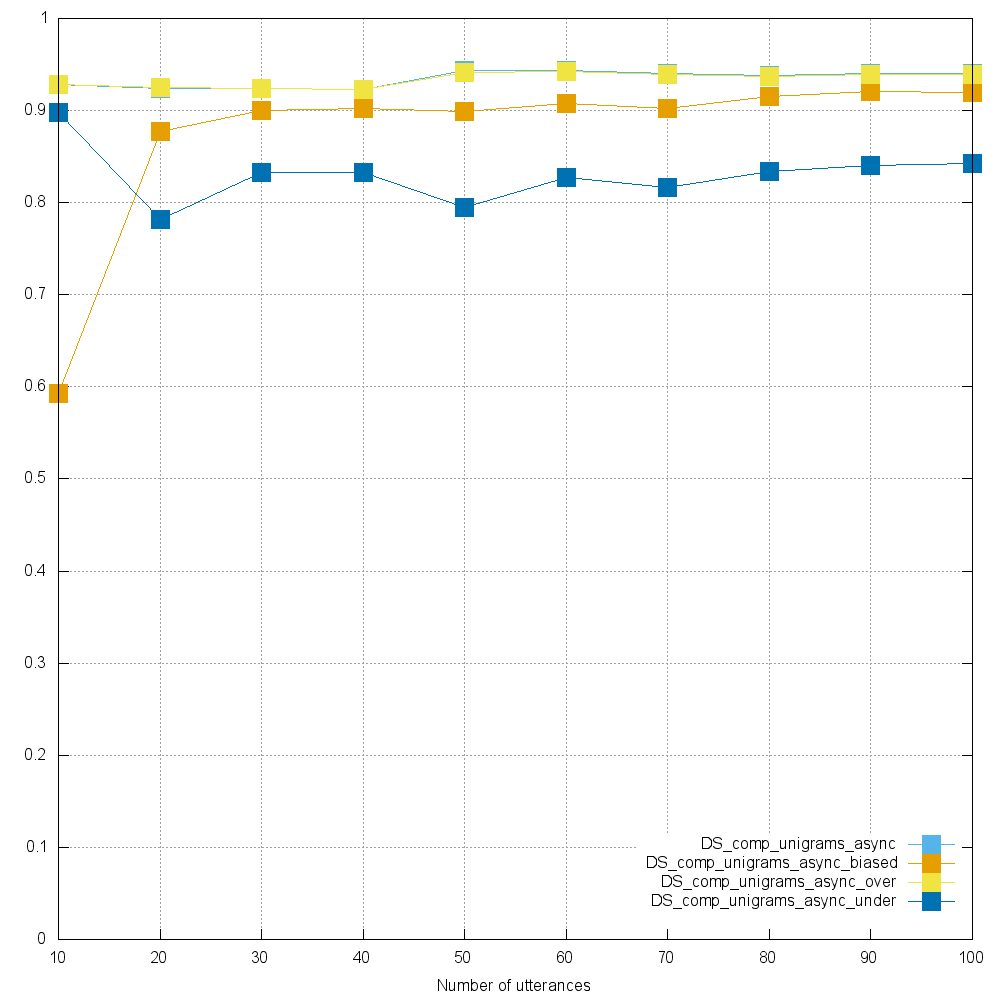 1
0.9
0.8
0.7
0.6
0.5
0.4
0.3
0.2
0.1
0
10 20 30 40 50 60 70 80 90 100
Number of utterances
DS_comp_unigrams_async
DS_comp_unigrams_async_biased
DS_comp_unigrams_async_over
DS_comp_unigrams_async_under